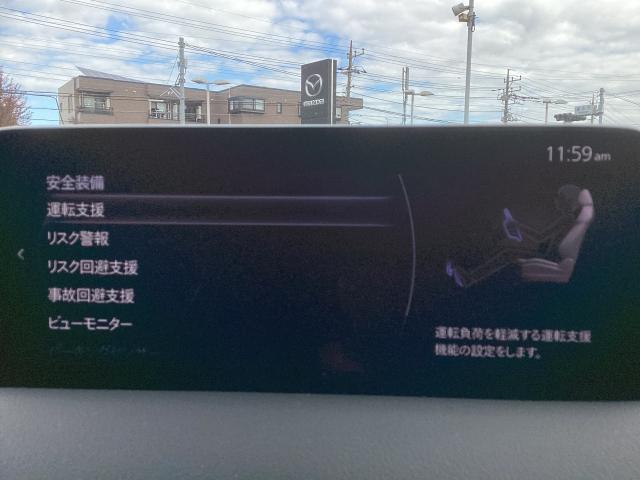 11:59am
安全装備
運転支援
リスク警報
リスク回避支援
事故回避支援
ビューモニター
運転負荷を軽減する運転支援
機能の設定をします。